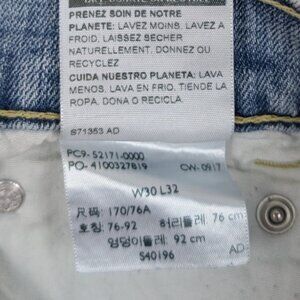 PRENEZ SOIN DE NOTRE
PLANETE: LAVEZ MOINS, LAVEZ A
FROID, LAISSEZ SECHER
NATURELLEMENT. DONNEZ OU
RECYCLEZ
CUIDA NUESTRO PLANETA: LAVA
MENOS, LAVA EN FRIO, TIENDE LA
ROPA, DONA O RECICLA.
S71353 AD
PC9- 52171-0000
PO- 4100327819 CW- 0917
W30 L32
尺码: 170/76A
호칭: 76-92 허리둘레: 76 cm
엉덩이둘레: 92 cm
S40196 AD